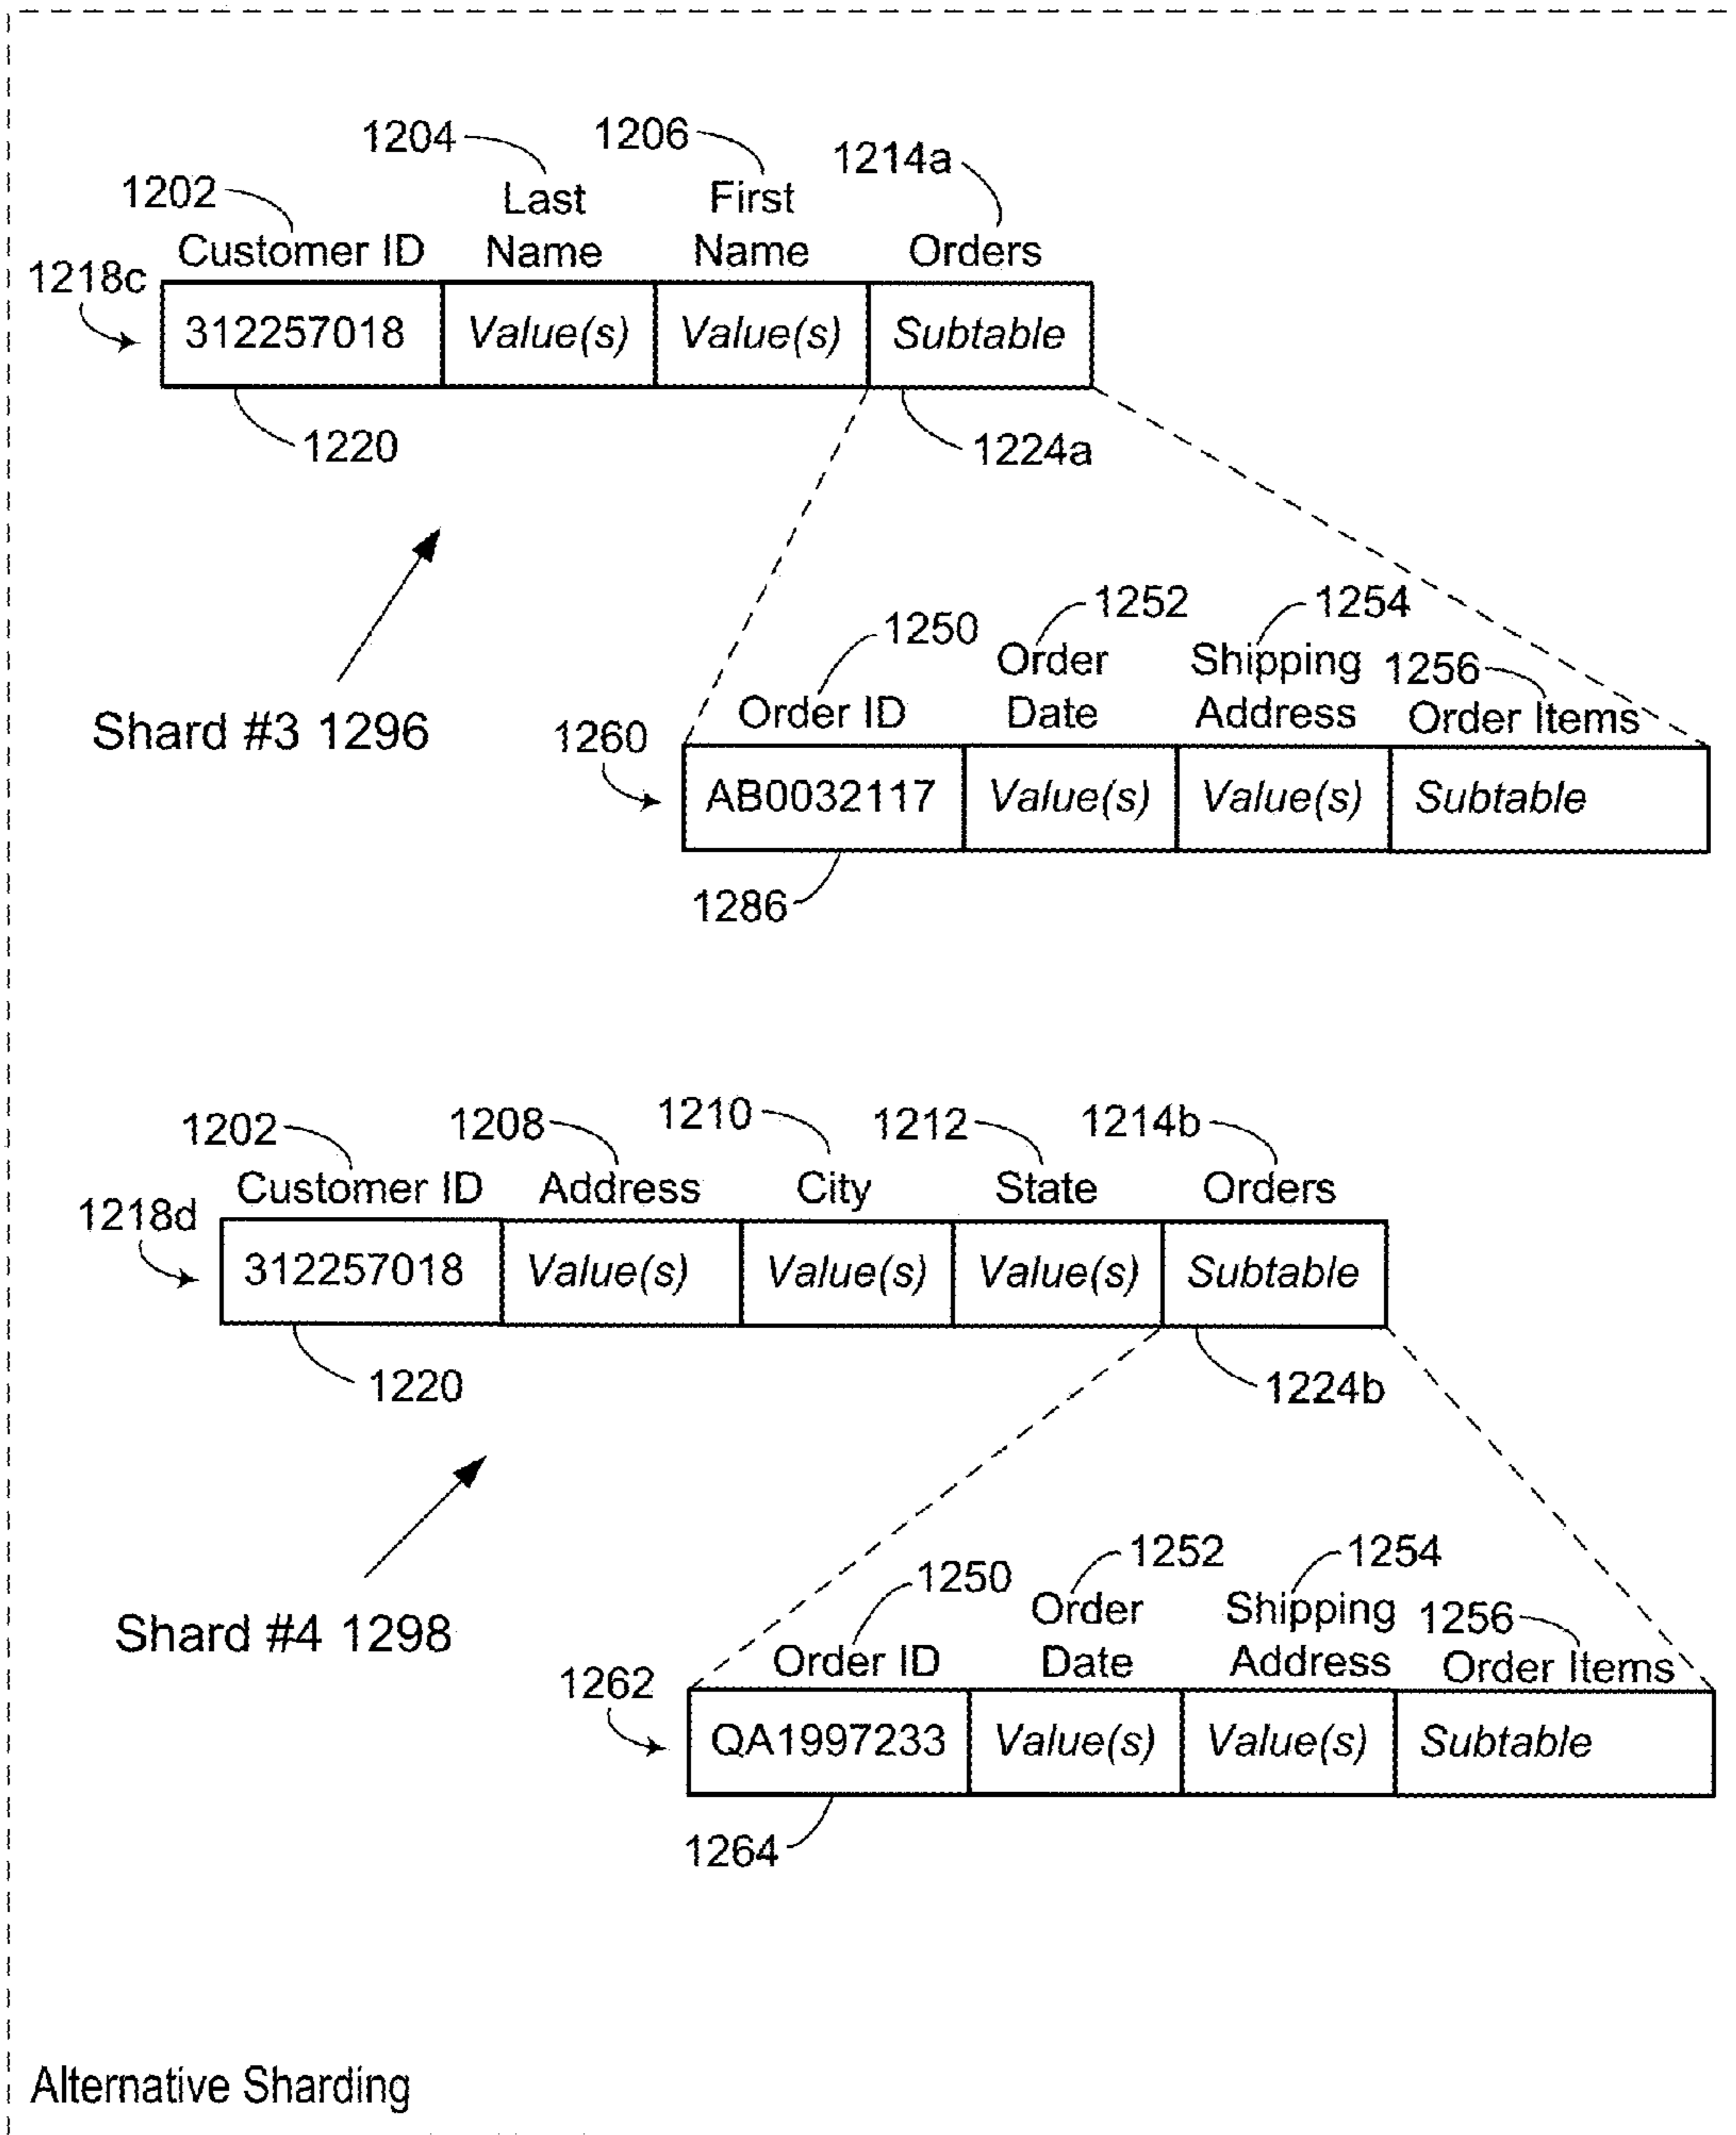 1204 1206 1214a
1202 Last First
Customer ID Name Name Orders
1218c
312257018 Value(s) Value(s) Subtable
1220 1224a
1252 1254
1250 Order Shipping 1256
Order ID Date Address Order Items
Shard #3 1296
1260
AB0032117 Value(s) Value(s) Subtable
1286
1202 1208 1210 1212 1214b
Customer ID Address City State Orders
1218d
312257018 Value(s) Value(s) Value(s) Subtable
1220 1224b
1252 1254
1250 Order Shipping 1256
Shard #4 1298
Order ID Date Address Order Items
1262
QA1997233 Value(s) Value(s) Subtable
1264
Alternative Sharding